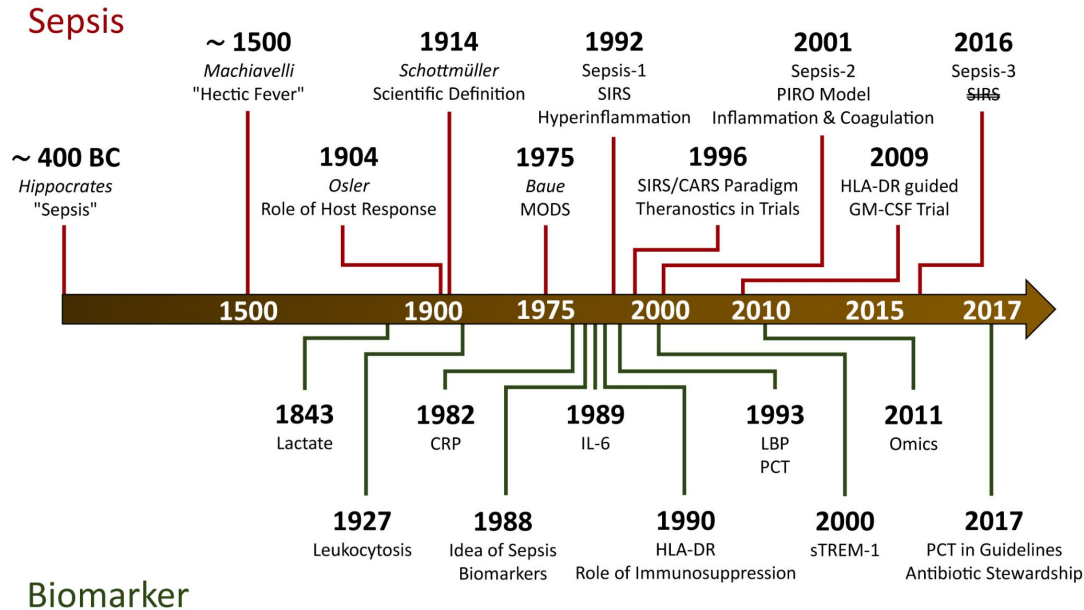 Sepsis
~ 1500
Machiavelli
"Hectic Fever"
1914
Schottmüller
Scientific Definition
1992
Sepsis-1
SIRS
Hyperinflammation
2001
Sepsis-2
PIRO Model
Inflammation & Coagulation
2016
Sepsis-3
SIRS
~ 400 BC
Hippocrates
"Sepsis"
1904
Osler
Role of Host Response
1975
Baue
MODS
1996
SIRS/CARS Paradigm
Theranostics in Trials
2009
HLA-DR guided
GM-CSF Trial
1500 1900 1975 2000 2010 2015 2017
1843
Lactate
1982
CRP
1989
IL-6
1993
LBP
PCT
2011
Omics
1927
Leukocytosis
1988
Idea of Sepsis
Biomarkers
1990
HLA-DR
Role of Immunosuppression
2000
sTREM-1
2017
PCT in Guidelines
Antibiotic Stewardship
Biomarker